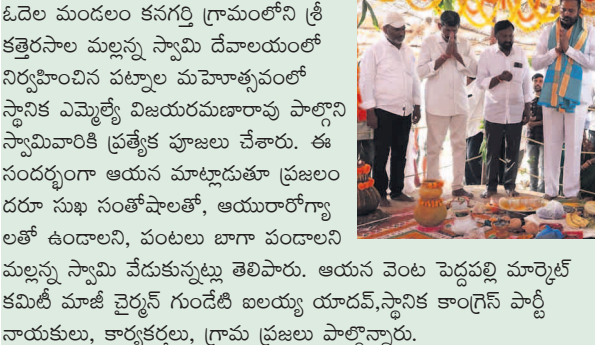 ఓదెల మండలం కనగర్తి గ్రామంలోని శ్రీ
కత్తెరసాల మల్లన్న స్వామి దేవాలయంలో
నిర్వహించిన పట్నాల మహోత్సవంలో
స్థానిక ఎమ్మెల్యే విజయరమణారావు పాల్గొని
స్వామివారికి ప్రత్యేక పూజలు చేశారు. ఈ
సందర్భంగా ఆయన మాట్లాడుతూ ప్రజలం
దరూ సుఖ సంతోషాలతో, ఆయురారోగ్యా
లతో ఉండాలని, పంటలు బాగా పండాలని
మల్లన్న స్వామి వేడుకున్నట్లు తెలిపారు. ఆయన వెంట పెద్దపల్లి మార్కెట్
కమిటీ మాజీ చైర్మన్ గుండేటి ఐలయ్య యాదవ్,స్థానిక కాంగ్రెస్ పార్టీ
నాయకులు, కార్యకర్తలు, గ్రామ ప్రజలు పాల్గొన్నారు.